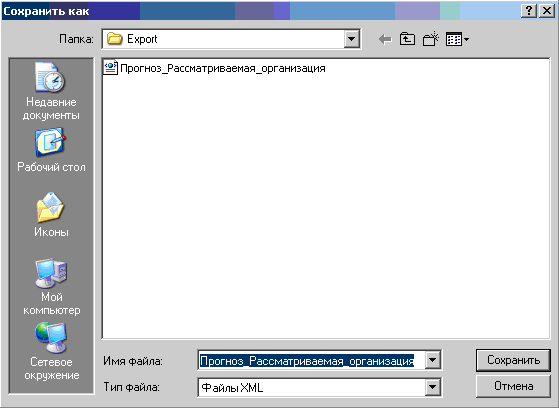 Сохранить как
Папка: Export
Прогноз_Рассматриваемая_организация
Недавние
документы
Рабочий стол
Иконы
Мой
компьютер
Сетевое
окружение
Имя файла: Прогноз_Рассматриваемая_организация Сохранить
Тип файла: Файлы XML Отмена